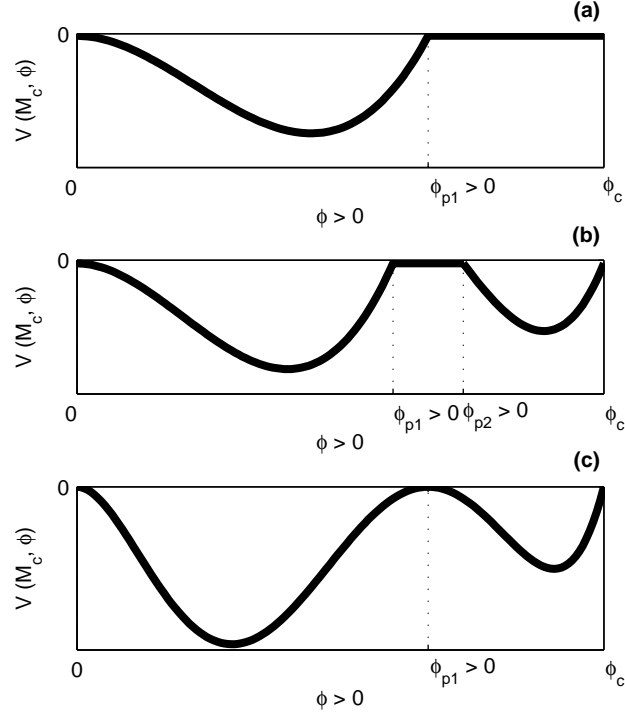 (a)
0
V (M_c, ϕ)
0
ϕ_p1 > 0
ϕ_c
ϕ > 0
(b)
0
V (M_c, ϕ)
0
ϕ_p1 > 0
ϕ_p2 > 0
ϕ_c
ϕ > 0
(c)
0
V (M_c, ϕ)
0
ϕ_p1 > 0
ϕ_c
ϕ > 0